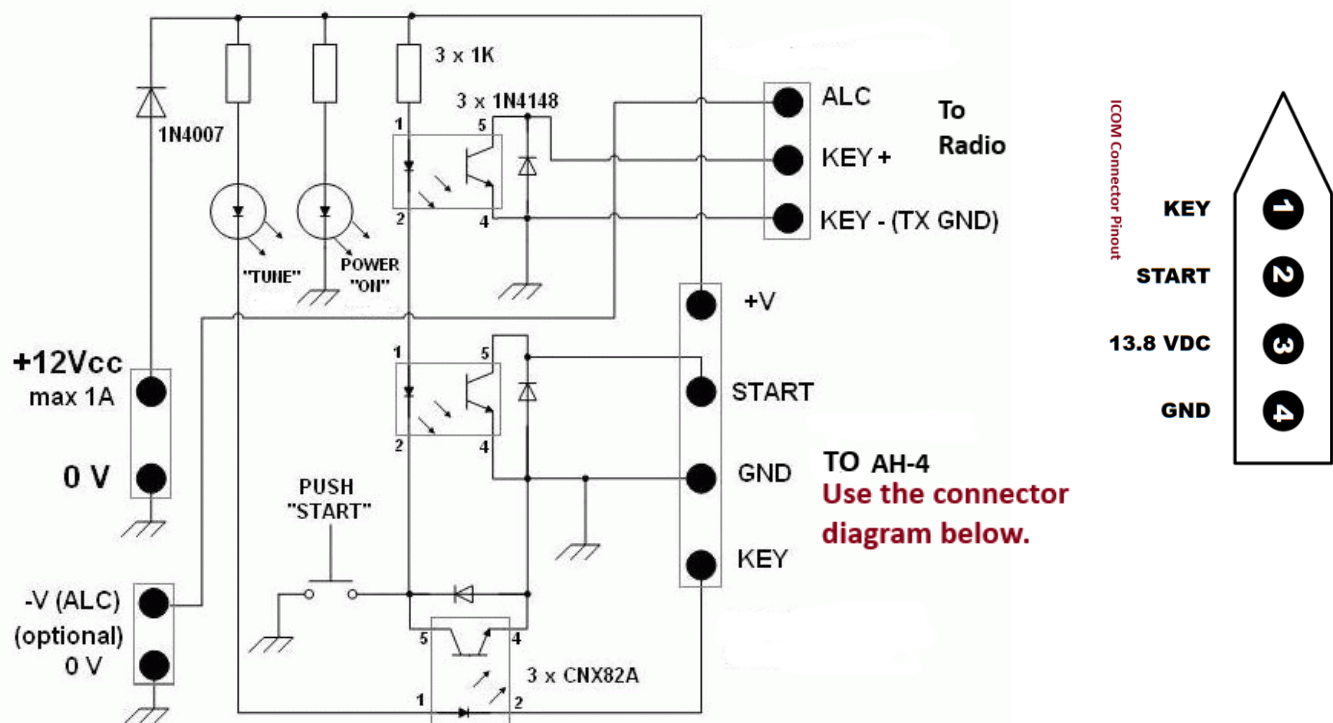 3 x 1K
3 x 1N4148
1N4007
1
5
2
4
"TUNE"
POWER
"ON"
ALC
KEY +
KEY - (TX GND)
To
Radio
+12Vcc
max 1A
0 V
1
5
2
4
+V
START
GND
KEY
TO AH-4
Use the connector
diagram below.
PUSH
"START"
-V (ALC)
(optional)
0 V
5
4
1
2
3 x CNX82A
ICOM Connector Pinout
KEY
1
START
2
13.8 VDC
3
GND
4